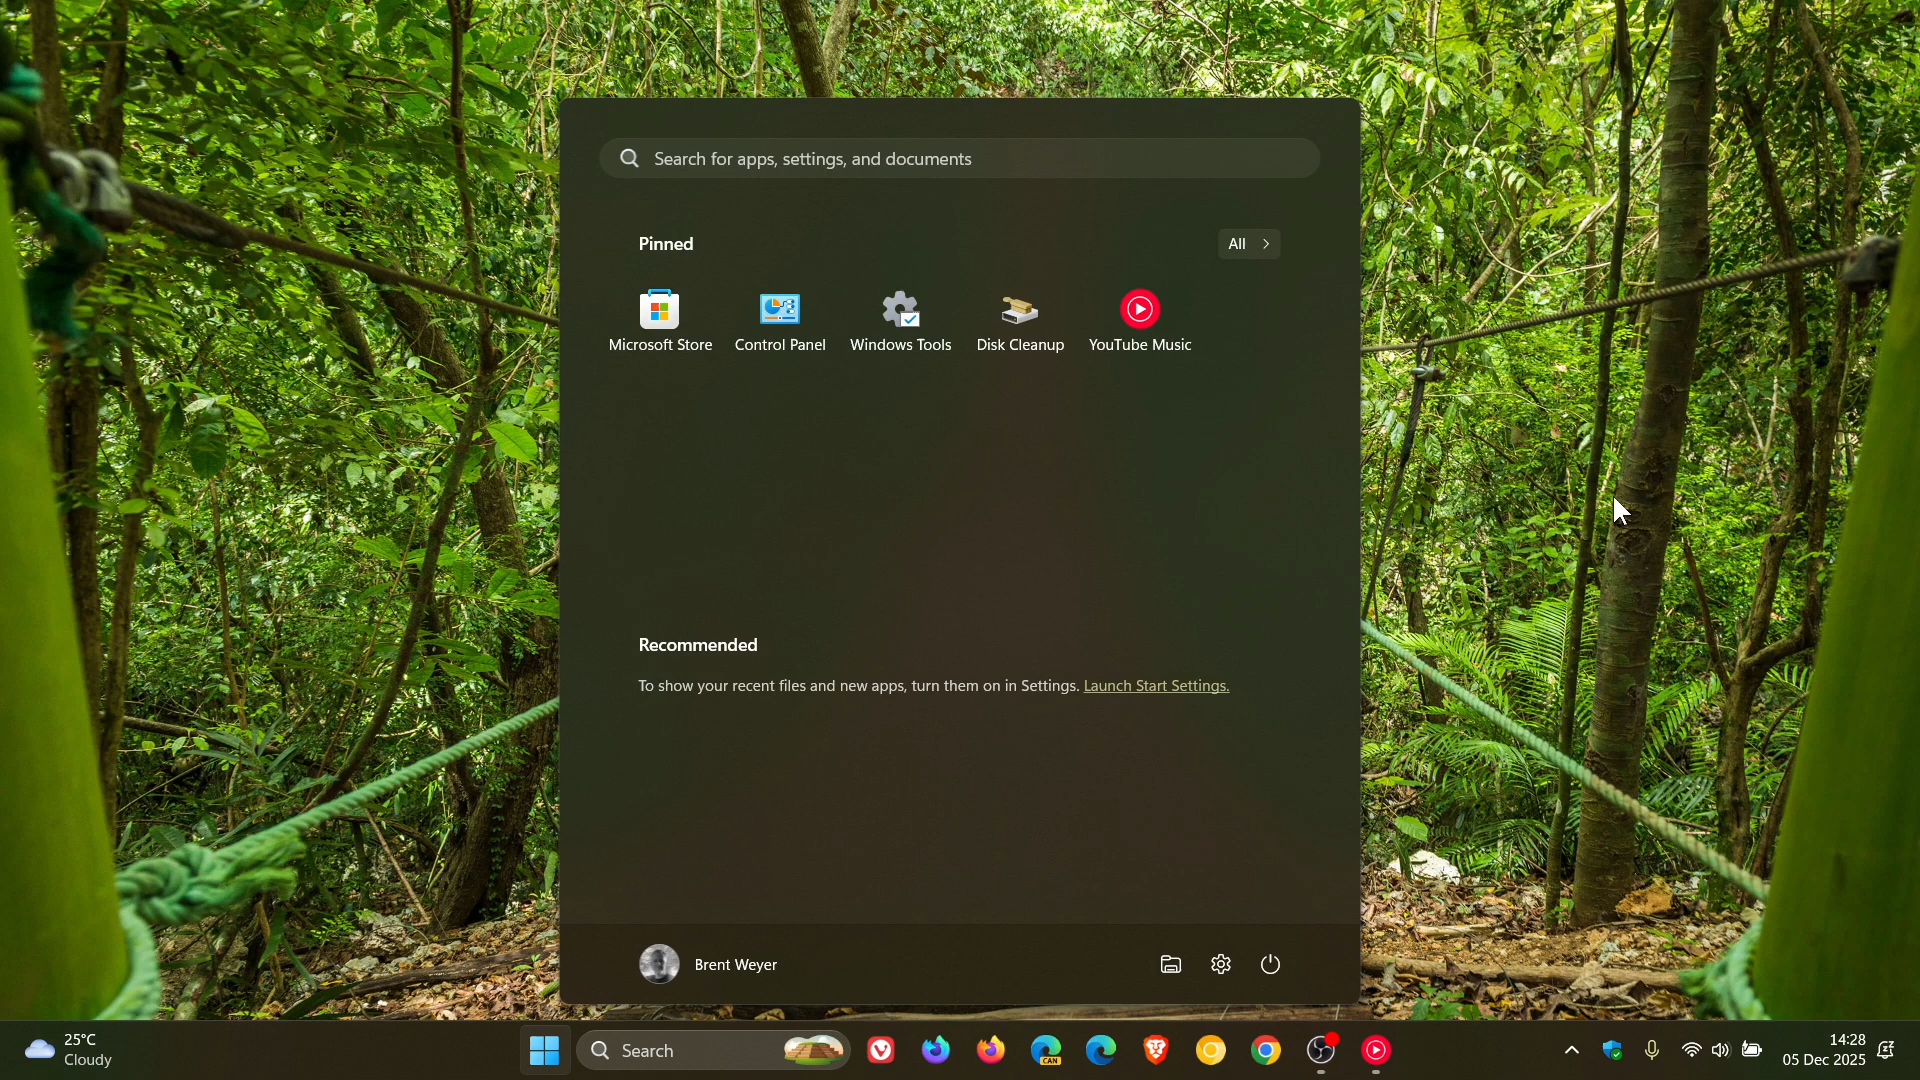 Search for apps, settings, and documents
Pinned
All
Microsoft Store
Control Panel
Windows Tools
Disk Cleanup
YouTube Music
Recommended
To show your recent files and new apps, turn them on in Settings. Launch Start Settings.
Brent Weyer
25°C
Cloudy
Search
CAN
14:28
05 Dec 2025